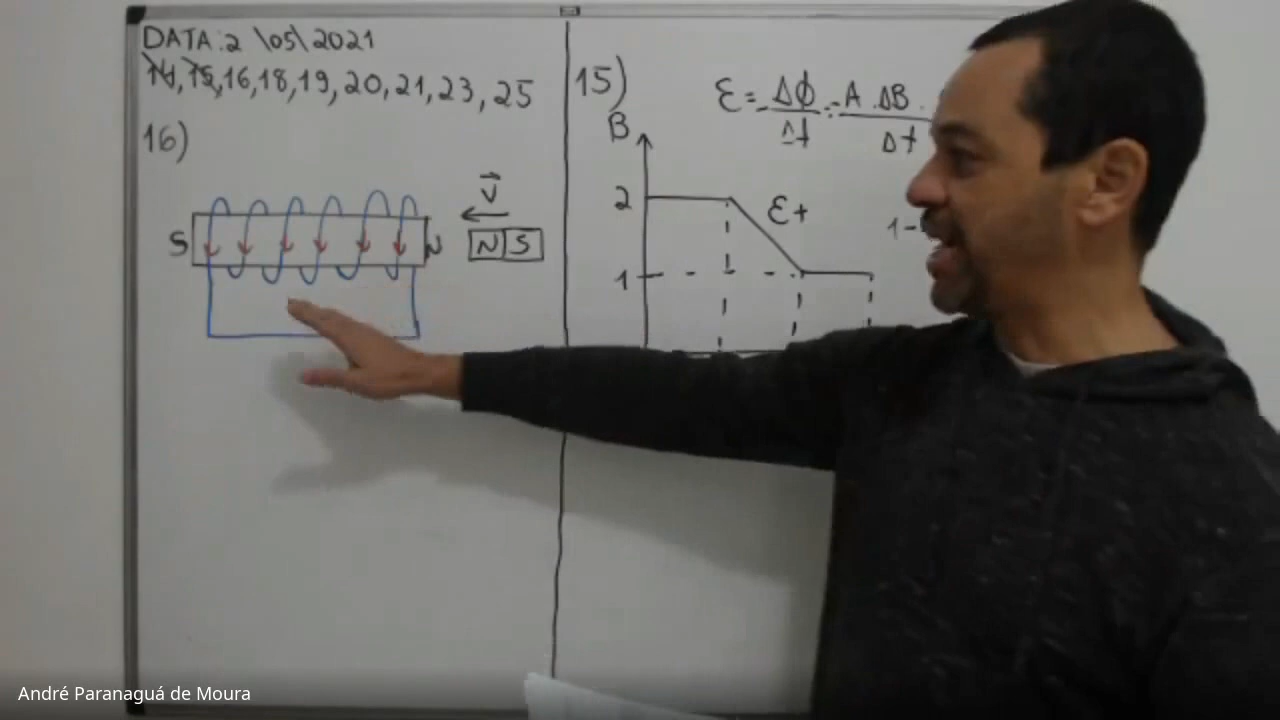 DATA: 2 \05\2021
14, 15, 16, 18, 19, 20, 21, 23, 25
16)
V
S N
N S
15)
ε = -ΔΦ/Δt = -A . ΔB ./Δt
B
2
ε+
1-
1
André Paranaguá de Moura